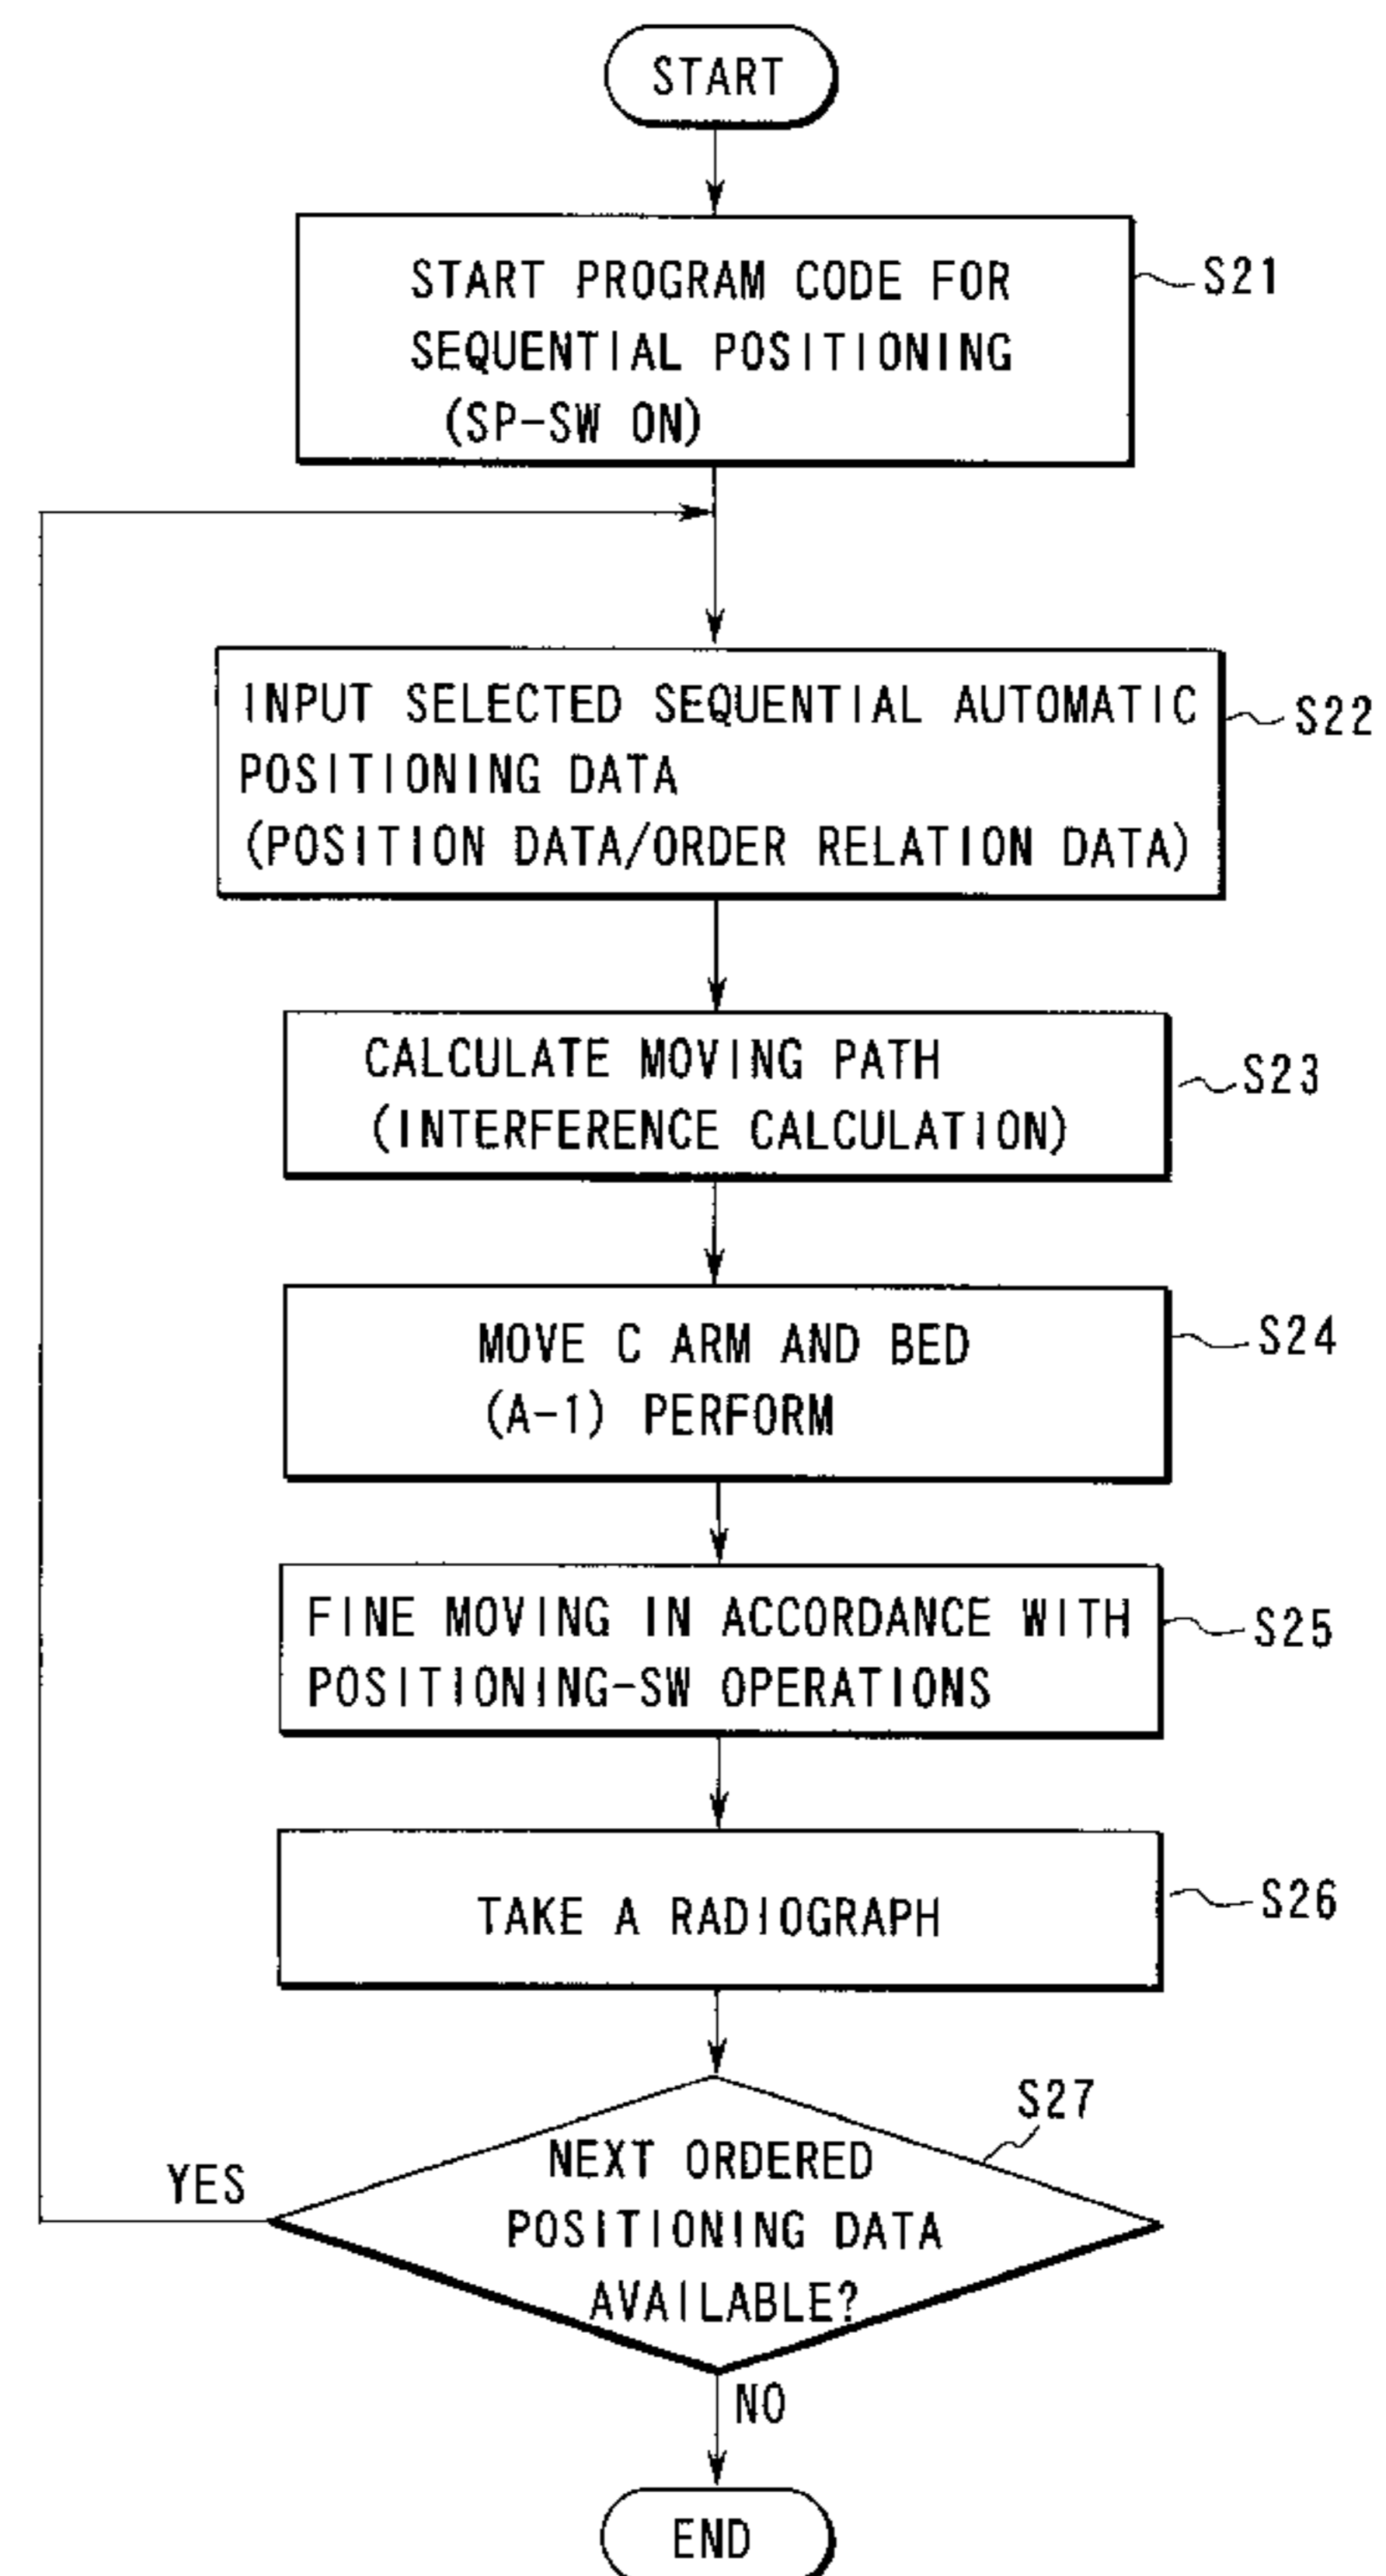 START
START PROGRAM CODE FOR
SEQUENTIAL POSITIONING
(SP-SW ON)
S21
INPUT SELECTED SEQUENTIAL AUTOMATIC
POSITIONING DATA
(POSITION DATA/ORDER RELATION DATA)
S22
CALCULATE MOVING PATH
(INTERFERENCE CALCULATION)
S23
MOVE C ARM AND BED
(A-1) PERFORM
S24
FINE MOVING IN ACCORDANCE WITH
POSITIONING-SW OPERATIONS
S25
TAKE A RADIOGRAPH
S26
S27
NEXT ORDERED
POSITIONING DATA
AVAILABLE?
YES
NO
END